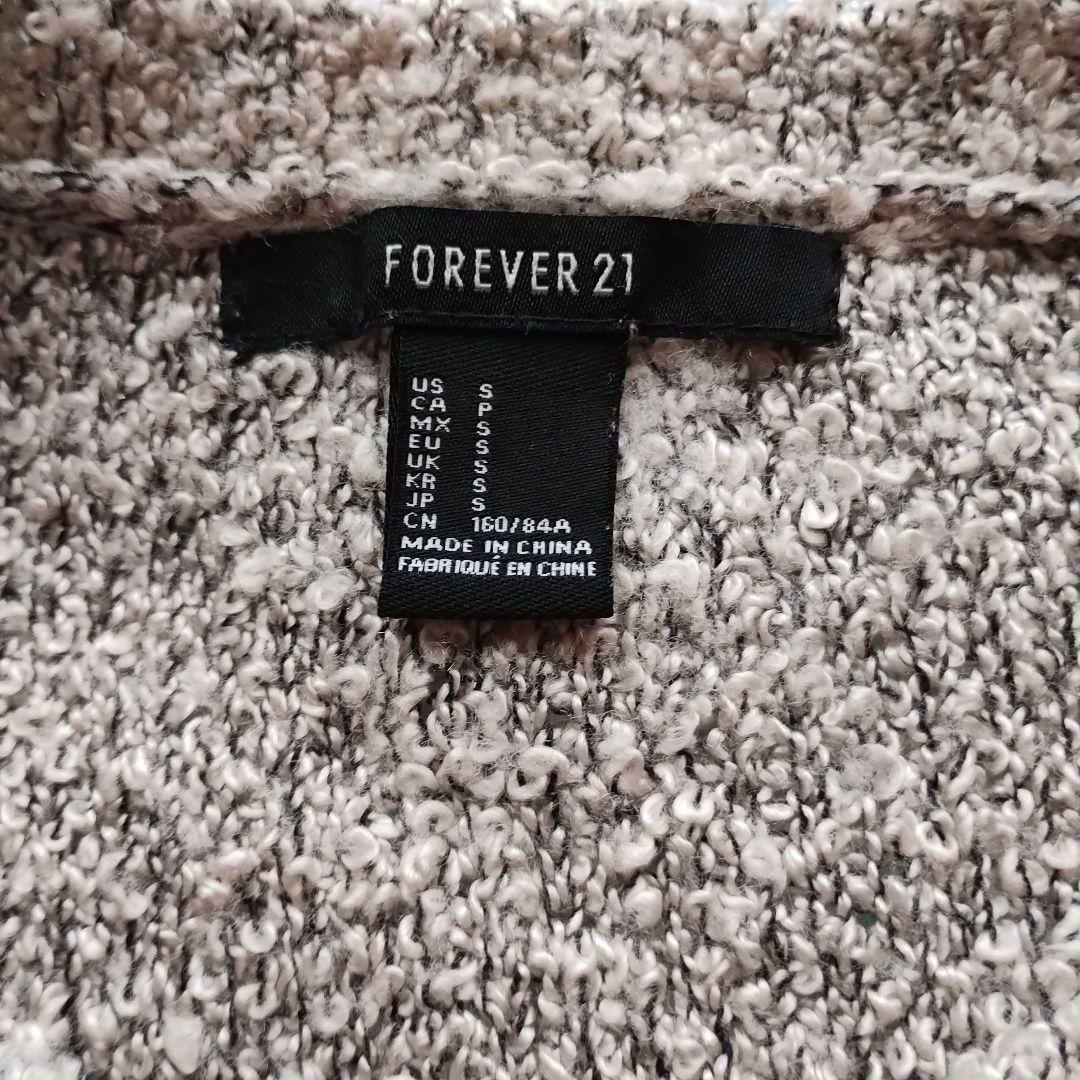 FOREVER 21
US S
CA P
MX S
EU S
UK S
KR S
JP S
CN 160/84A
MADE IN CHINA
FABRIQUÉ EN CHINE